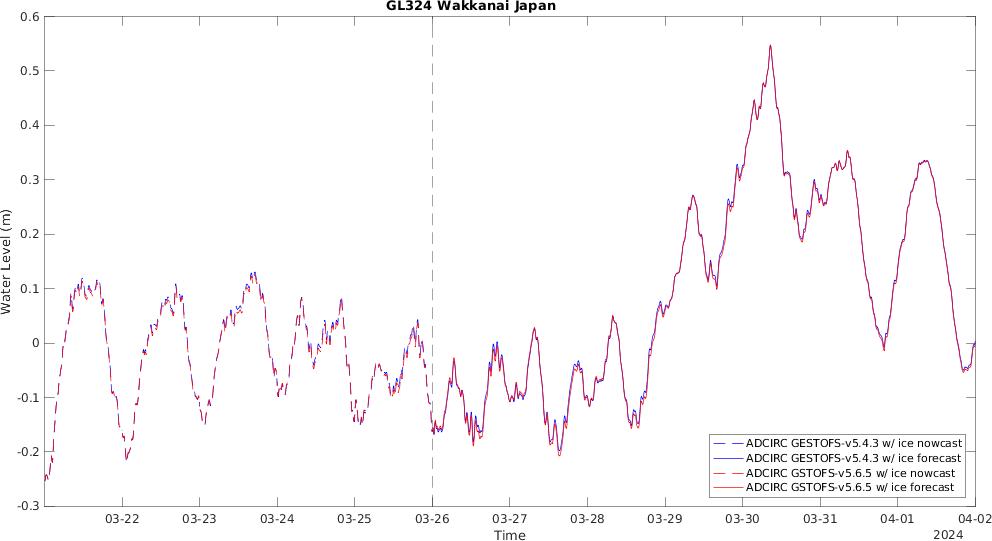 GL324 Wakkanai Japan
0.6
0.5
0.4
0.3
0.2
0.1
0
-0.1
-0.2
-0.3
Water Level (m)
ADCIRC GESTOFS-v5.4.3 w/ ice nowcast
ADCIRC GESTOFS-v5.4.3 w/ ice forecast
ADCIRC GSTOFS-v5.6.5 w/ ice nowcast
ADCIRC GSTOFS-v5.6.5 w/ ice forecast
03-22 03-23 03-24 03-25 03-26 03-27 03-28 03-29 03-30 03-31 04-01 04-02
Time
2024